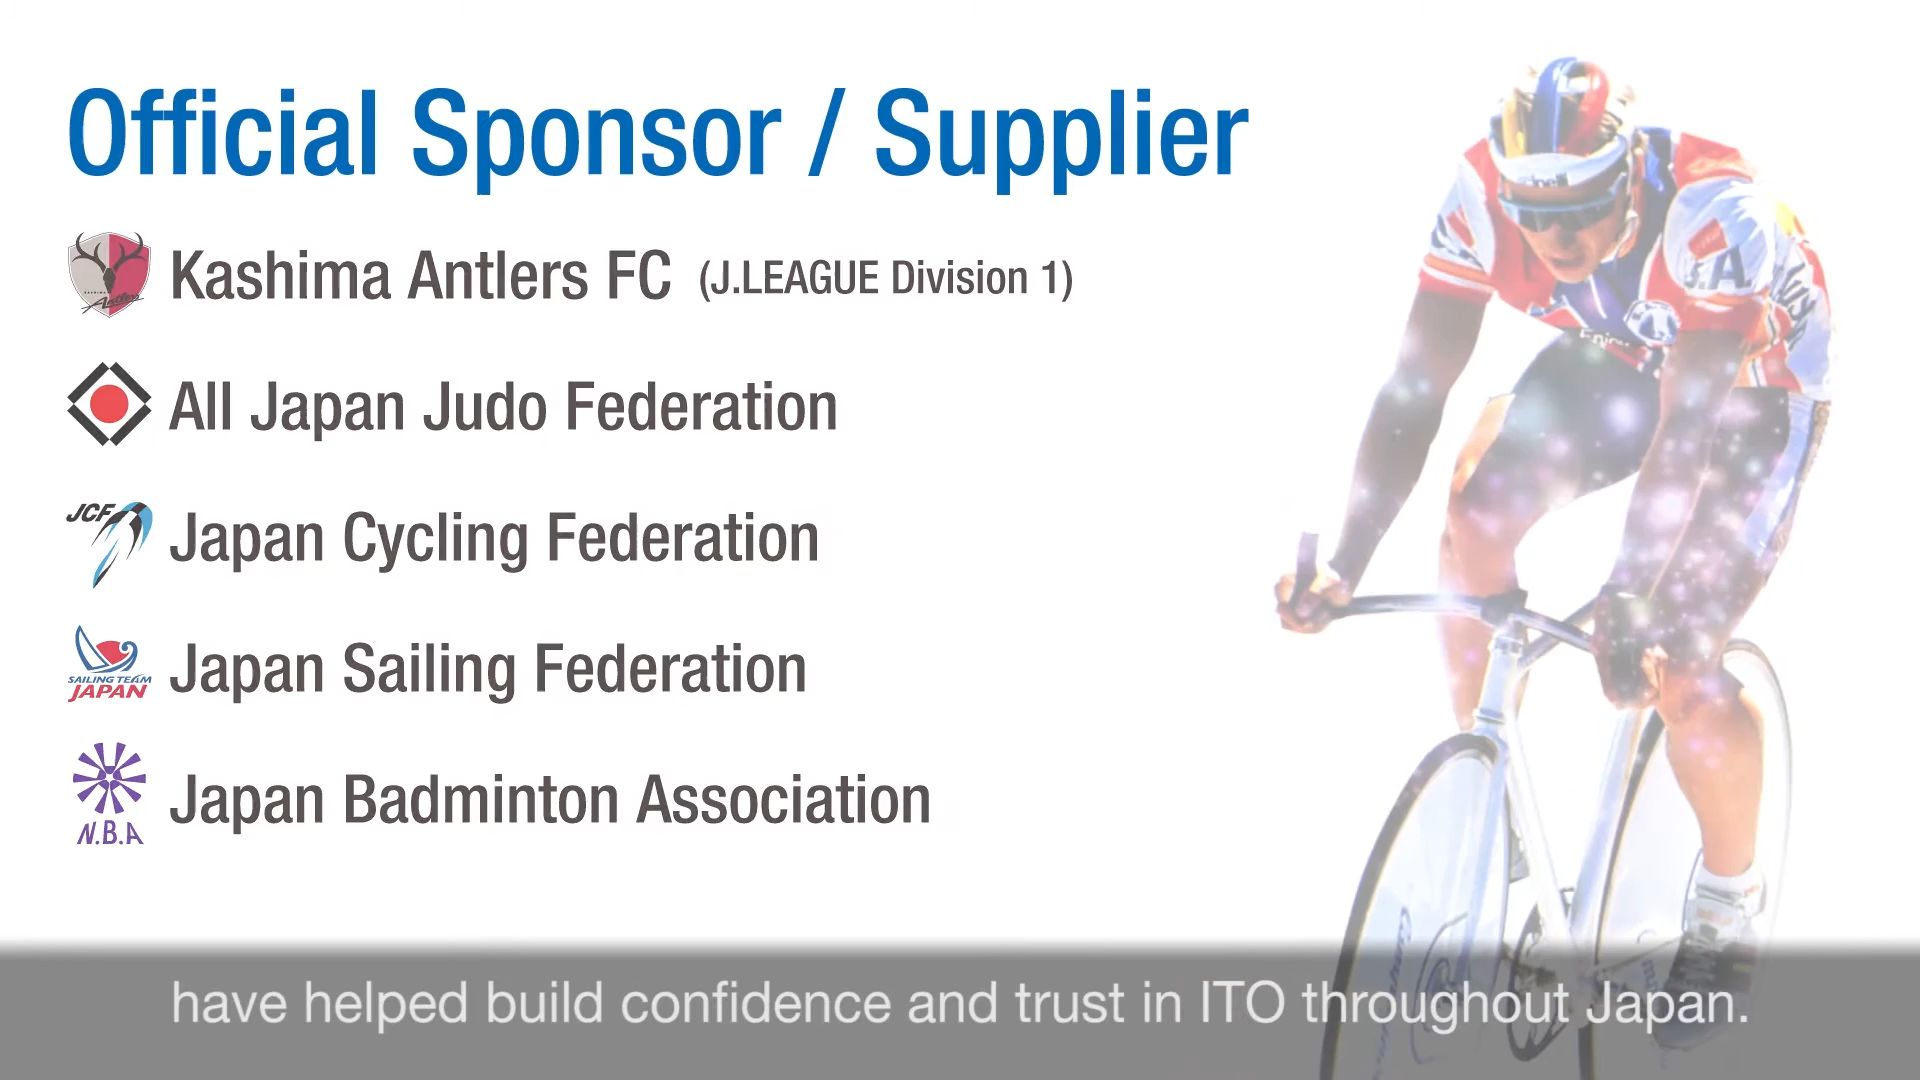 Official Sponsor / Supplier
Kashima Antlers FC (J.LEAGUE Division 1)
All Japan Judo Federation
JCF
Japan Cycling Federation
SAILING TEAM
JAPAN
Japan Sailing Federation
N.B.A
Japan Badminton Association
have helped build confidence and trust in ITO throughout Japan.